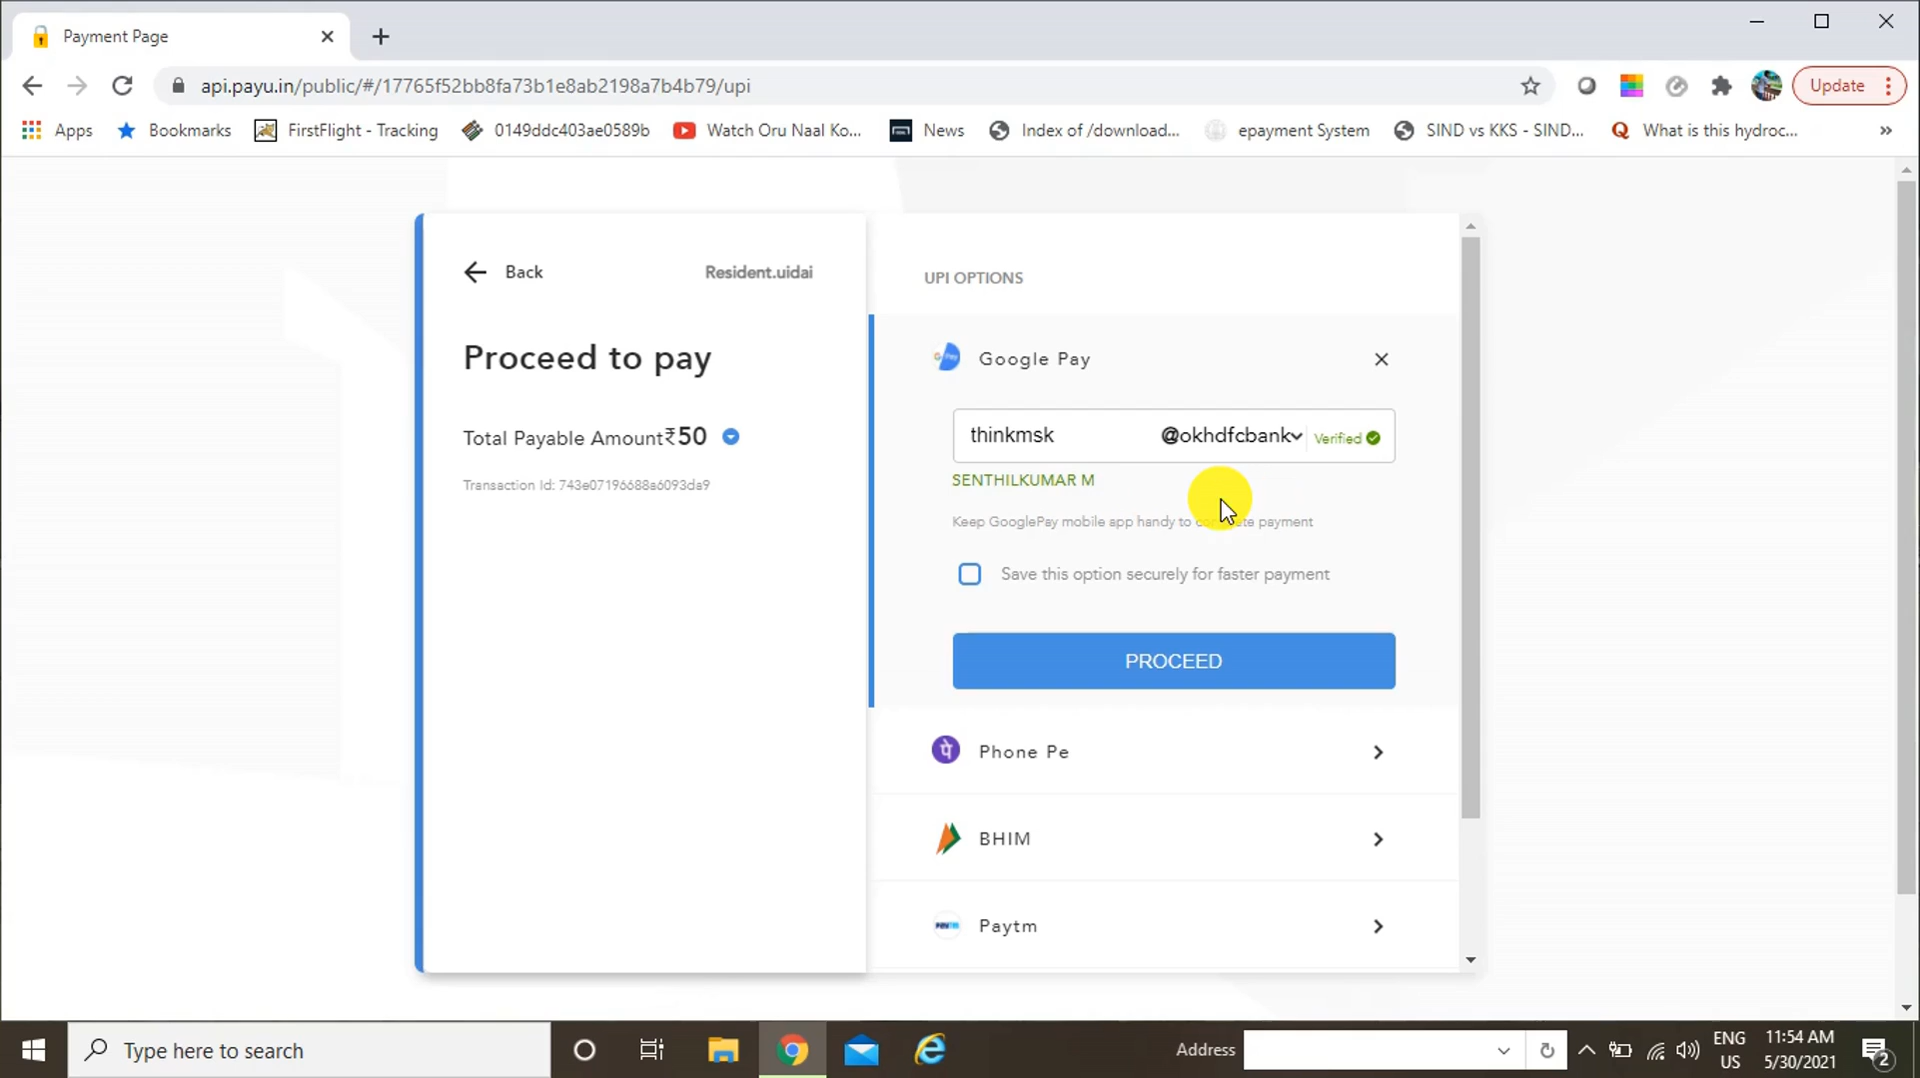 Payment Page
api.payu.in/public/#/17765f52bb8fa73b1e8ab2198a7b4b79/upi
Update
Apps
Bookmarks
FirstFlight - Tracking
0149ddc403ae0589b
Watch Oru Naal Ko...
News
Index of /download...
epayment System
SIND vs KKS - SIND...
What is this hydroc...
Back
Resident.uidai
Proceed to pay
Total Payable Amount ₹50
Transaction Id: 743e07196688a6093da9
UPI OPTIONS
G Pay
Google Pay
thinkmsk
@okhdfcbank
Verified
SENTHILKUMAR M
Keep GooglePay mobile app handy to complete payment
Save this option securely for faster payment
PROCEED
पे
Phone Pe
BHIM
Paytm
Paytm
Type here to search
Address
ENG
US
11:54 AM
5/30/2021
2